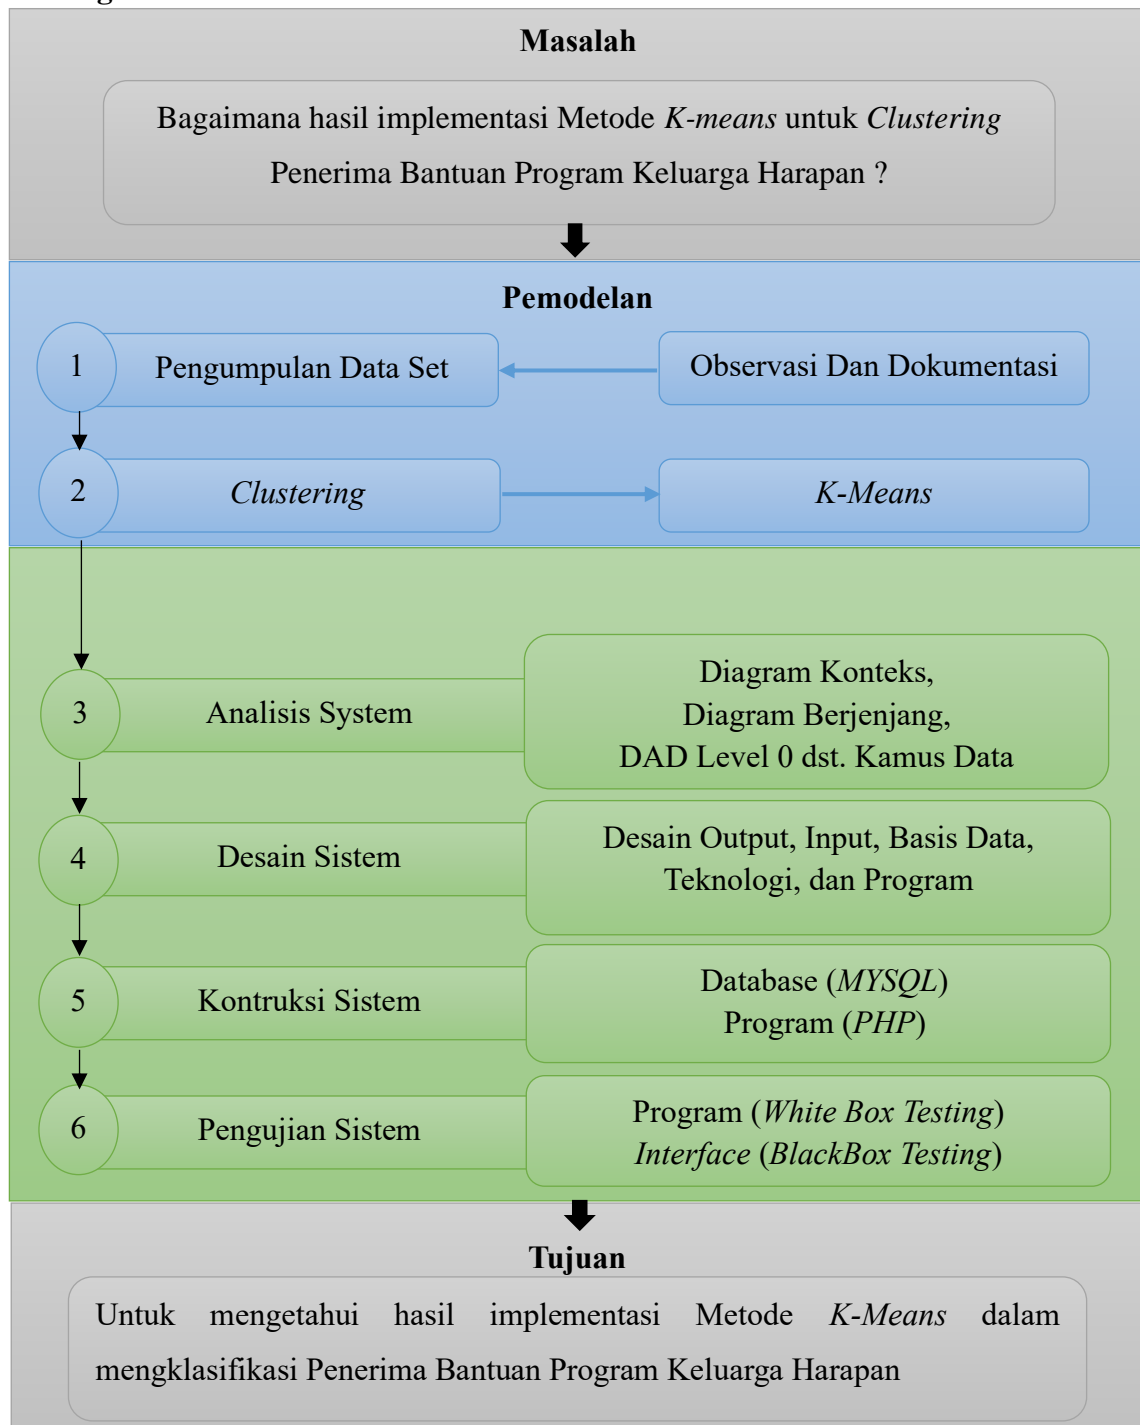 Masalah
Bagaimana hasil implementasi Metode K-means untuk Clustering
Penerima Bantuan Program Keluarga Harapan ?
Pemodelan
1
Pengumpulan Data Set
Observasi Dan Dokumentasi
2
Clustering
K-Means
3
Analisis System
Diagram Konteks,
Diagram Berjenjang,
DAD Level 0 dst. Kamus Data
4
Desain Sistem
Desain Output, Input, Basis Data,
Teknologi, dan Program
5
Kontruksi Sistem
Database (MYSQL)
Program (PHP)
6
Pengujian Sistem
Program (White Box Testing)
Interface (BlackBox Testing)
Tujuan
Untuk mengetahui hasil implementasi Metode K-Means dalam
mengklasifikasi Penerima Bantuan Program Keluarga Harapan